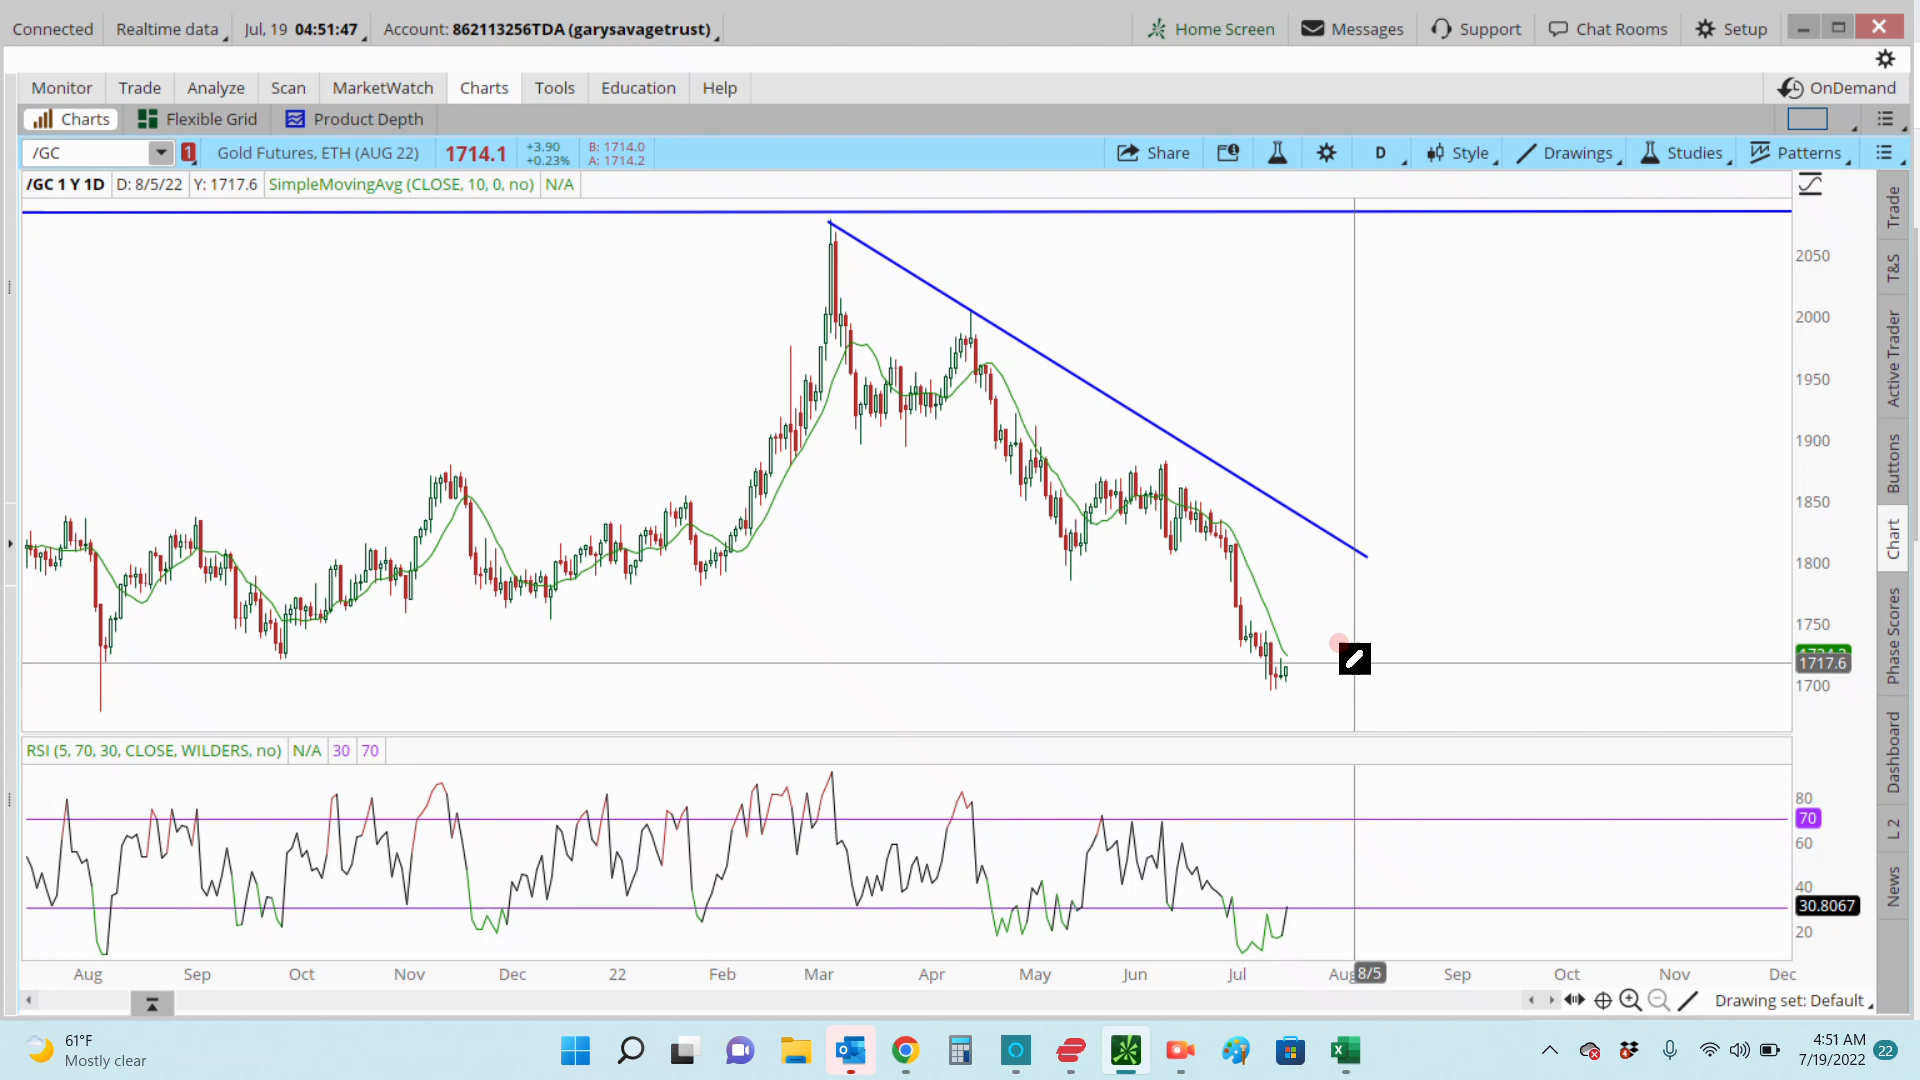 Connected Realtime data Jul, 19 04:51:47 Account: 862113256TDA (garysavagetrust) Home Screen Messages Support Chat Rooms Setup
Monitor Trade Analyze Scan MarketWatch Charts Tools Education Help OnDemand
Charts Flexible Grid Product Depth
/GC 1 Gold Futures, ETH (AUG 22) 1714.1 +3.90 +0.23% B: 1714.0 A: 1714.2 Share D Style Drawings Studies Patterns
/GC 1 Y 1D D: 8/5/22 Y: 1717.6 SimpleMovingAvg (CLOSE, 10, 0, no) N/A
2050
2000
1950
1900
1850
1800
1750
1717.6
1700
RSI (5, 70, 30, CLOSE, WILDERS, no) N/A 30 70
80
70
60
40
30.8067
20
Aug Sep Oct Nov Dec 22 Feb Mar Apr May Jun Jul 8/5 Sep Oct Nov Dec
Drawing set: Default
Trade
T&S
Active Trader
Buttons
Chart
Phase Scores
Dashboard
L 2
News
61°F
Mostly clear
4:51 AM
7/19/2022
22